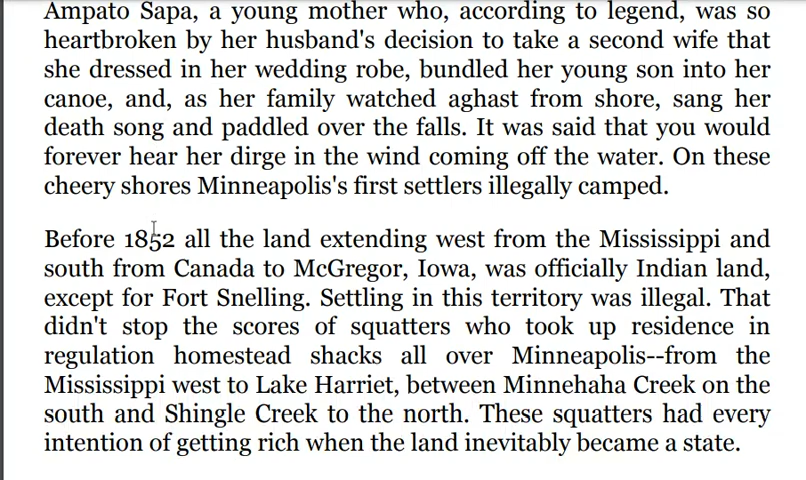 Ampato Sapa, a young mother who, according to legend, was so
heartbroken by her husband's decision to take a second wife that
she dressed in her wedding robe, bundled her young son into her
canoe, and, as her family watched aghast from shore, sang her
death song and paddled over the falls. It was said that you would
forever hear her dirge in the wind coming off the water. On these
cheery shores Minneapolis's first settlers illegally camped.
Before 1852 all the land extending west from the Mississippi and
south from Canada to McGregor, Iowa, was officially Indian land,
except for Fort Snelling. Settling in this territory was illegal. That
didn't stop the scores of squatters who took up residence in
regulation homestead shacks all over Minneapolis--from the
Mississippi west to Lake Harriet, between Minnehaha Creek on the
south and Shingle Creek to the north. These squatters had every
intention of getting rich when the land inevitably became a state.